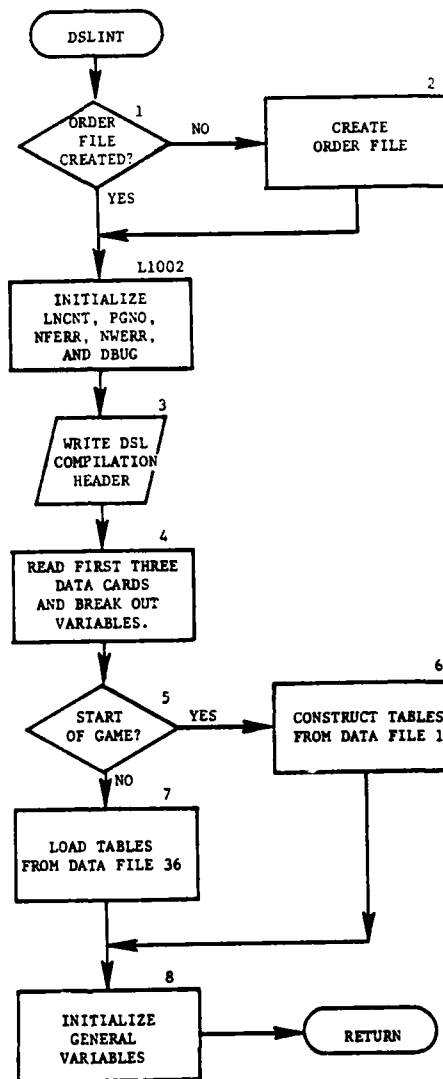 DSLINT
1
ORDER
FILE
CREATED?
NO
YES
2
CREATE
ORDER FILE
L1002
INITIALIZE
LNCNT, PGNO,
NFERR, NWERR,
AND DBUG
3
WRITE DSL
COMPILATION
HEADER
4
READ FIRST THREE
DATA CARDS
AND BREAK OUT
VARIABLES.
5
START
OF GAME?
YES
NO
6
CONSTRUCT TABLES
FROM DATA FILE 1
7
LOAD TABLES
FROM DATA FILE 36
8
INITIALIZE
GENERAL
VARIABLES
RETURN